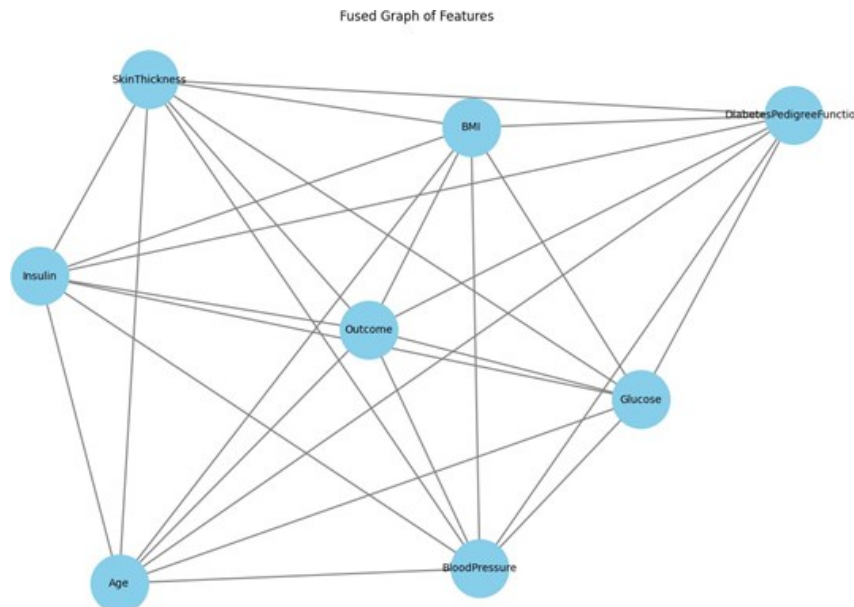 Fused Graph of Features
SkinThickness
DiabetesPedigreeFunctio
BMI
Insulin
Outcome
Glucose
BloodPressure
Age